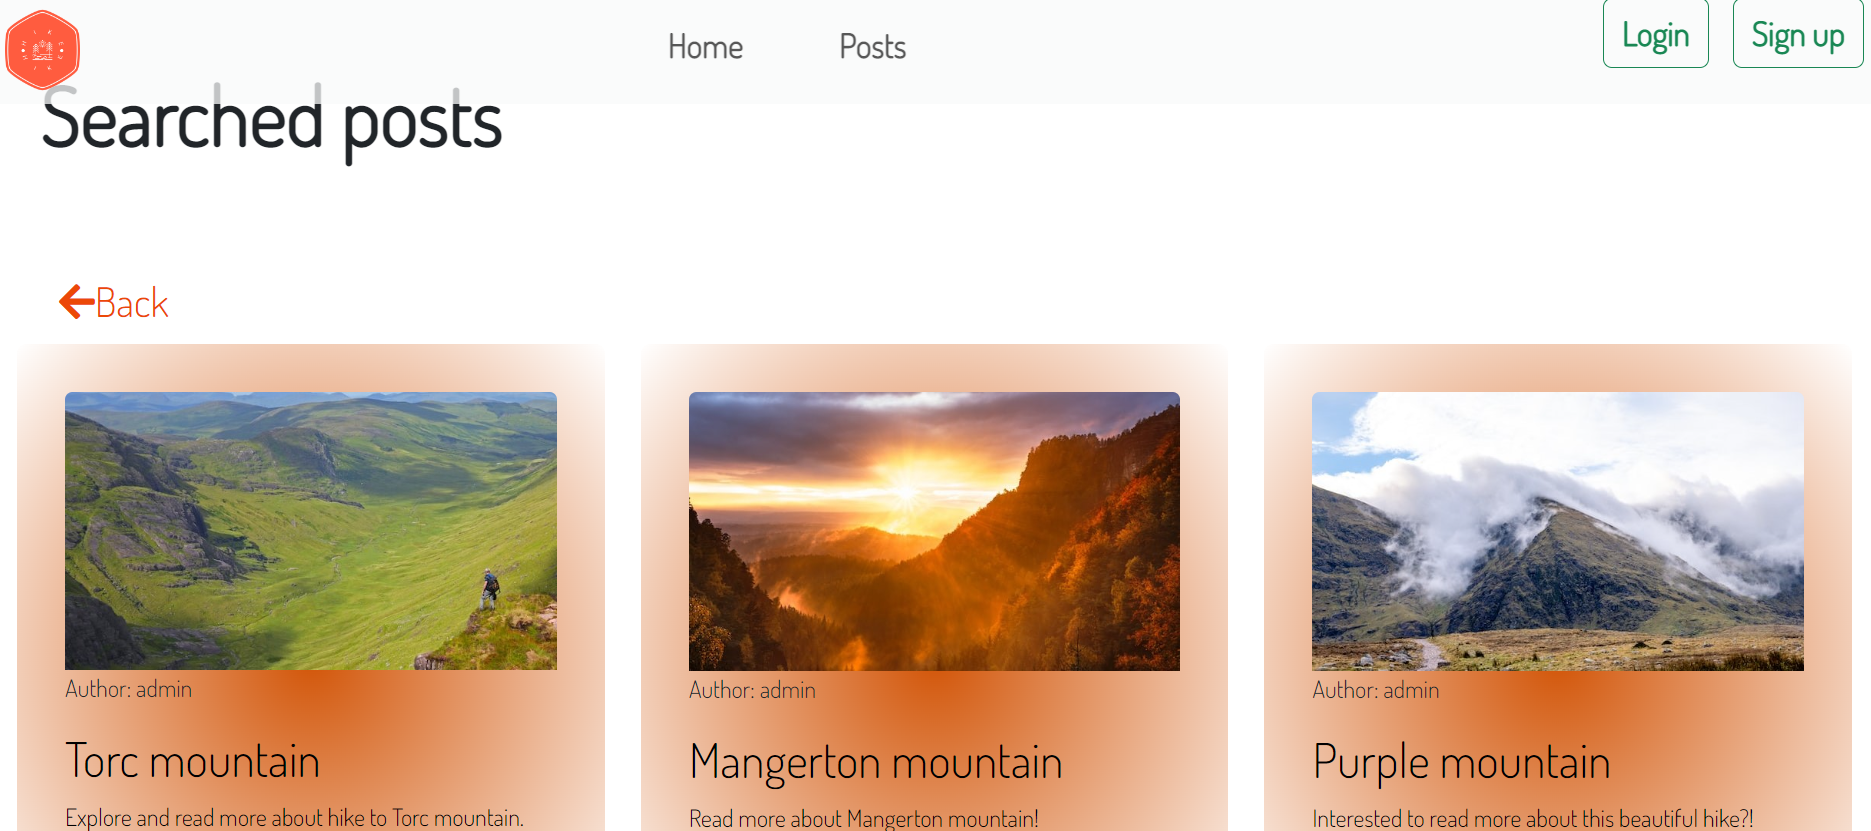 Home Posts Login Sign up
Searched posts
Back
Author: admin
Torc mountain
Explore and read more about hike to Torc mountain.
Author: admin
Mangerton mountain
Read more about Mangerton mountain!
Author: admin
Purple mountain
Interested to read more about this beautiful hike?!